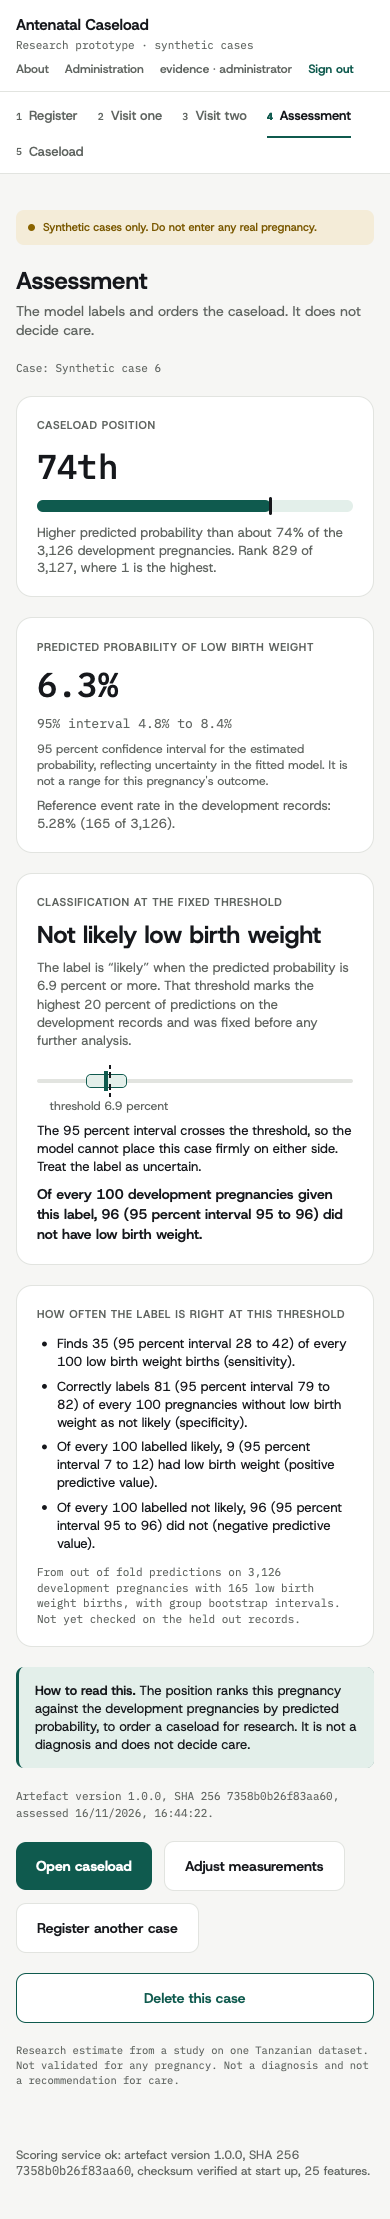 Antenatal Caseload
Research prototype · synthetic cases
About Administration evidence · administrator Sign out
1 Register 2 Visit one 3 Visit two 4 Assessment
5 Caseload
Synthetic cases only. Do not enter any real pregnancy.
Assessment
The model labels and orders the caseload. It does not
decide care.
Case: Synthetic case 6
CASELOAD POSITION
74th
Higher predicted probability than about 74% of the
3,126 development pregnancies. Rank 829 of
3,127, where 1 is the highest.
PREDICTED PROBABILITY OF LOW BIRTH WEIGHT
6.3%
95% interval 4.8% to 8.4%
95 percent confidence interval for the estimated
probability, reflecting uncertainty in the fitted model. It is
not a range for this pregnancy's outcome.
Reference event rate in the development records:
5.28% (165 of 3,126).
CLASSIFICATION AT THE FIXED THRESHOLD
Not likely low birth weight
The label is “likely” when the predicted probability is
6.9 percent or more. That threshold marks the
highest 20 percent of predictions on the
development records and was fixed before any
further analysis.
threshold 6.9 percent
The 95 percent interval crosses the threshold, so the
model cannot place this case firmly on either side.
Treat the label as uncertain.
Of every 100 development pregnancies given
this label, 96 (95 percent interval 95 to 96) did
not have low birth weight.
HOW OFTEN THE LABEL IS RIGHT AT THIS THRESHOLD
• Finds 35 (95 percent interval 28 to 42) of every
100 low birth weight births (sensitivity).
• Correctly labels 81 (95 percent interval 79 to
82) of every 100 pregnancies without low birth
weight as not likely (specificity).
• Of every 100 labelled likely, 9 (95 percent
interval 7 to 12) had low birth weight (positive
predictive value).
• Of every 100 labelled not likely, 96 (95 percent
interval 95 to 96) did not (negative predictive
value).
From out of fold predictions on 3,126
development pregnancies with 165 low birth
weight births, with group bootstrap intervals.
Not yet checked on the held out records.
How to read this. The position ranks this pregnancy
against the development pregnancies by predicted
probability, to order a caseload for research. It is not a
diagnosis and does not decide care.
Artefact version 1.0.0, SHA 256 7358b0b26f83aa60,
assessed 16/11/2026, 16:44:22.
Open caseload Adjust measurements
Register another case
Delete this case
Research estimate from a study on one Tanzanian dataset.
Not validated for any pregnancy. Not a diagnosis and not
a recommendation for care.
Scoring service ok: artefact version 1.0.0, SHA 256
7358b0b26f83aa60, checksum verified at start up, 25 features.